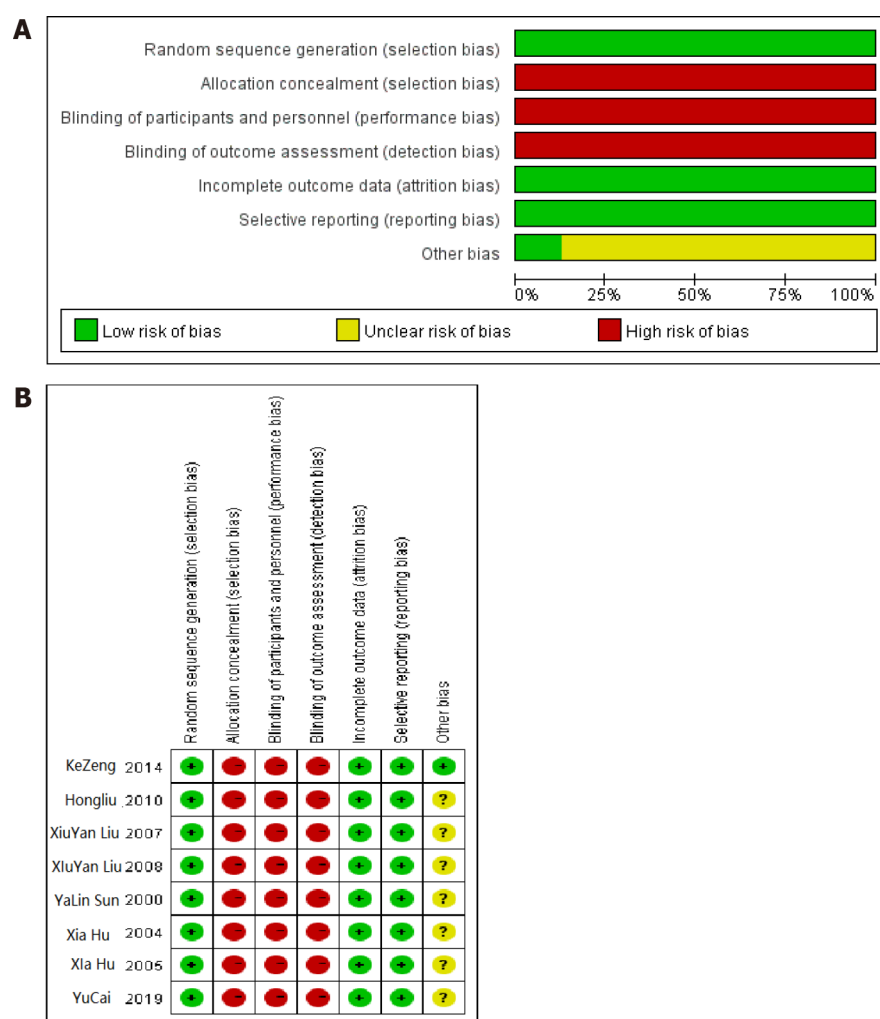 A
Random sequence generation (selection bias)
Allocation concealment (selection bias)
Blinding of participants and personnel (performance bias)
Blinding of outcome assessment (detection bias)
Incomplete outcome data (attrition bias)
Selective reporting (reporting bias)
Other bias
0% 25% 50% 75% 100%
Low risk of bias Unclear risk of bias High risk of bias
B
Random sequence generation (selection bias)
Allocation concealment (selection bias)
Blinding of participants and personnel (performance bias)
Blinding of outcome assessment (detection bias)
Incomplete outcome data (attrition bias)
Selective reporting (reporting bias)
Other bias
KeZeng 2014 + - - - + + +
Hongliu 2010 + - - - + + ?
XiuYan Liu 2007 + - - - + + ?
XIuYan Liu 2008 + - - - + + ?
YaLin Sun 2000 + - - - + + ?
Xia Hu 2004 + - - - + + ?
XIa Hu 2005 + - - - + + ?
YuCai 2019 + - - - + + ?